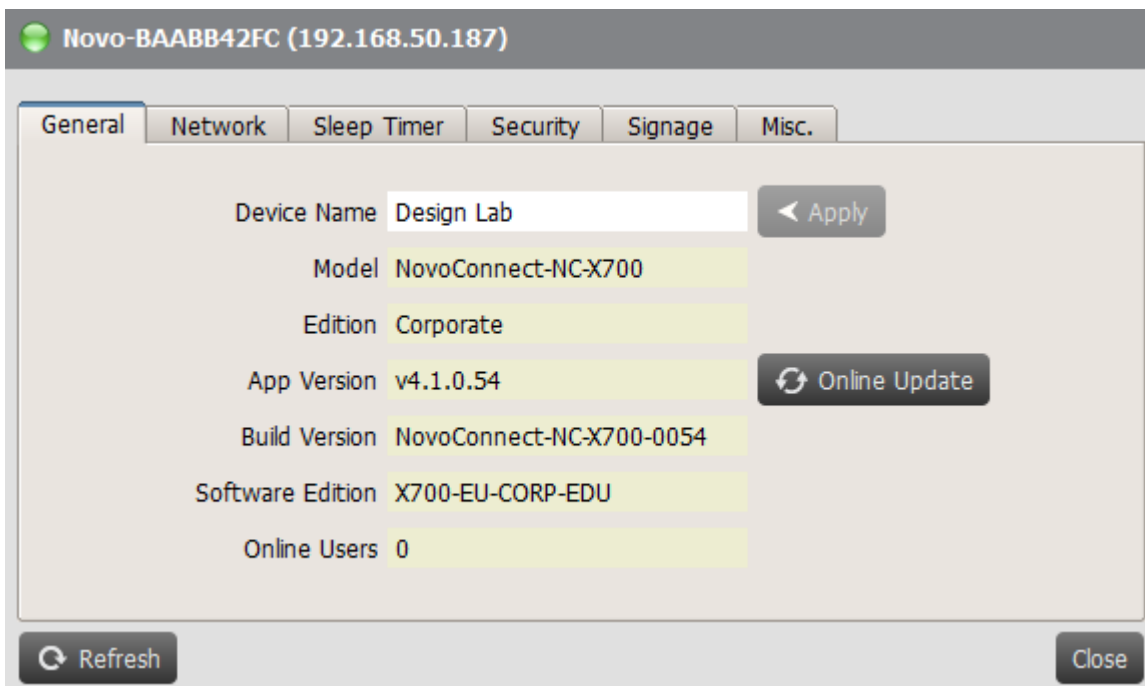 Novo-BAABB42FC (192.168.50.187)
General Network Sleep Timer Security Signage Misc.
Device Name Design Lab Apply
Model NovoConnect-NC-X700
Edition Corporate
App Version v4.1.0.54 Online Update
Build Version NovoConnect-NC-X700-0054
Software Edition X700-EU-CORP-EDU
Online Users 0
Refresh Close